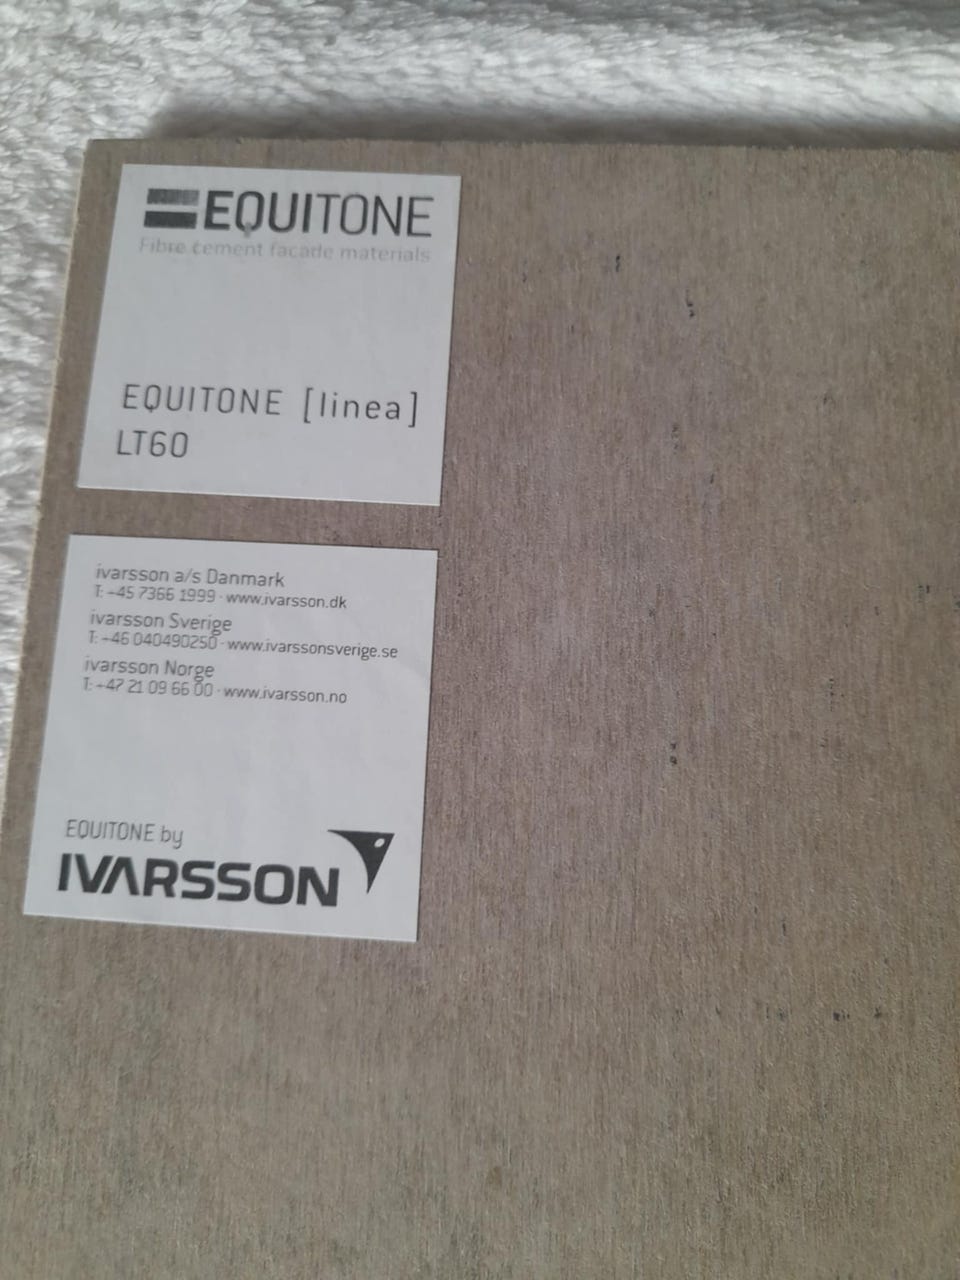 EQUITONE
Fibre cement facade materials
EQUITONE [linea]
LT60
ivarsson a/s Danmark
T: +45 7366 1999 · www.ivarsson.dk
ivarsson Sverige
T: +46 040490250 · www.ivarssonsverige.se
ivarsson Norge
T: +47 21 09 66 00 · www.ivarsson.no
EQUITONE by
IVARSSON